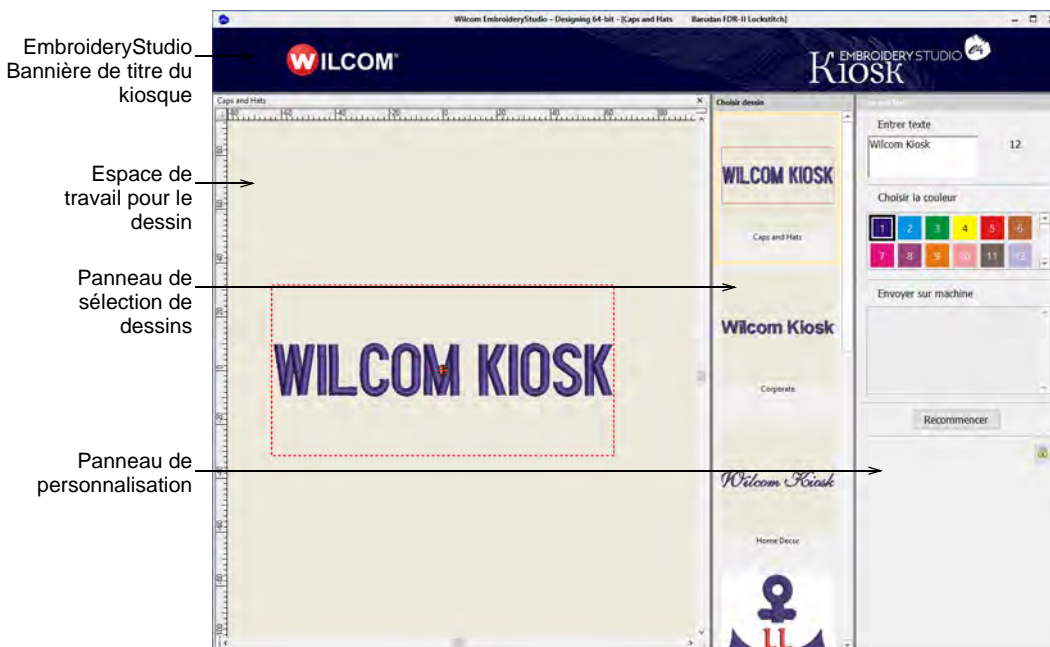 Wilcom EmbroideryStudio - Designing 64-bit - [Caps and Hats Barudan FDR-II Lockstitch]
EmbroideryStudio
Bannière de titre du
kiosque
WILCOM®
EMBROIDERY STUDIO e4
Kiosk
Caps and Hats
Choisir dessin
Entrer texte
Wilcom Kiosk 12
Espace de
travail pour le
dessin
WILCOM KIOSK
Caps and Hats
Choisir la couleur
1 2 3 4 5 6
7 8 9 10 11 12
Panneau de
sélection de
dessins
Envoyer sur machine
Wilcom Kiosk
Corporate
WILCOM KIOSK
Recommencer
Panneau de
personnalisation
Wilcom Kiosk
Home Decor
LL